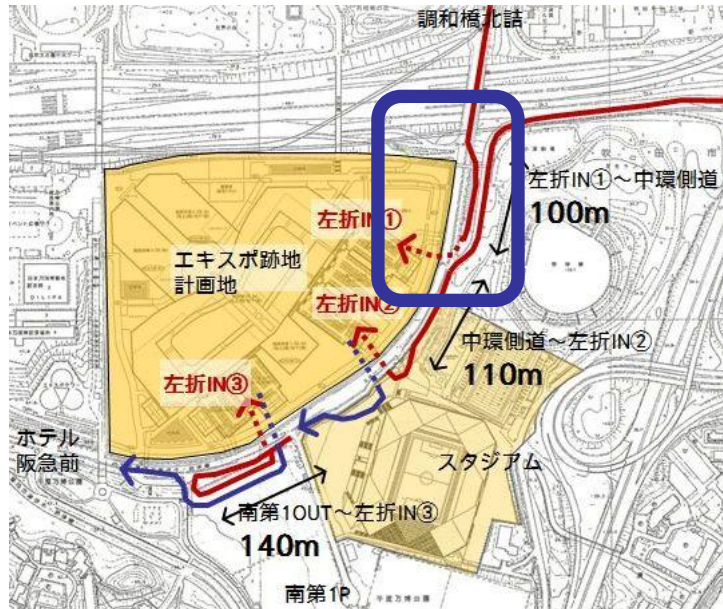 調和橋北詰
左折IN①～中環側道
100m
左折IN①
エキスポ跡地
計画地
左折IN②
中環側道～左折IN②
110m
左折IN③
ホテル
阪急前
スタジアム
南第1OUT～左折IN③
140m
南第1P